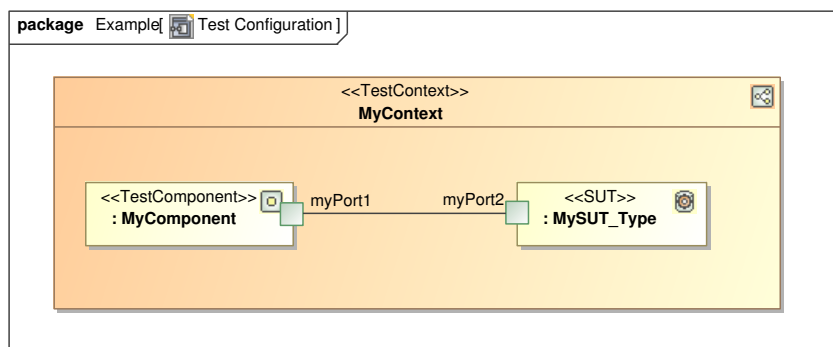 package Example[ Test Configuration ]
<<TestContext>>
MyContext
<<TestComponent>>
: MyComponent
myPort1
myPort2
<<SUT>>
: MySUT_Type